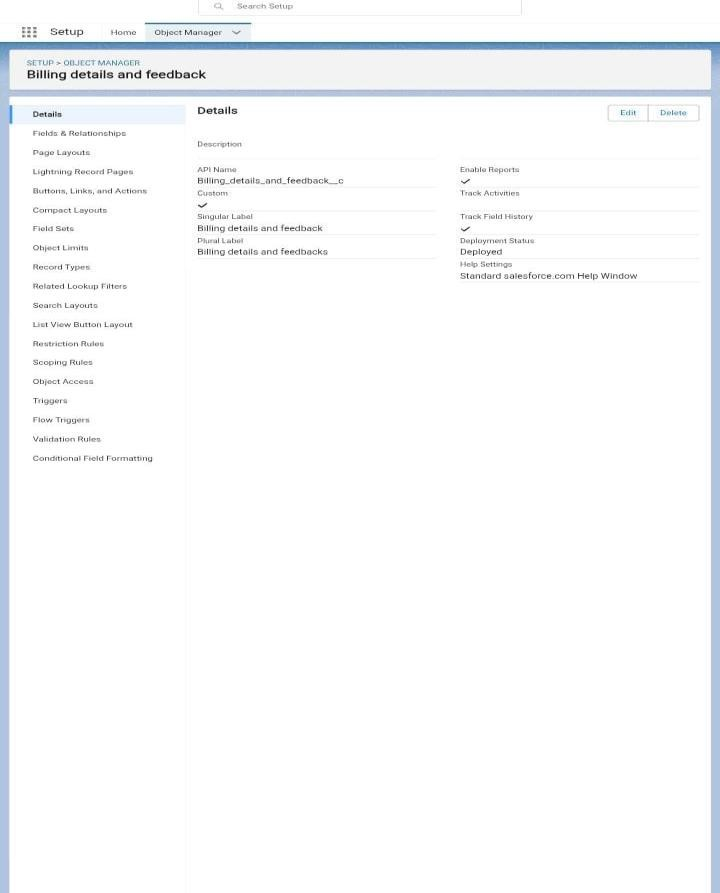 Search Setup
Setup
Home
Object Manager
SETUP > OBJECT MANAGER
Billing details and feedback
Details
Fields & Relationships
Page Layouts
Lightning Record Pages
Buttons, Links, and Actions
Compact Layouts
Field Sets
Object Limits
Record Types
Related Lookup Filters
Search Layouts
List View Button Layout
Restriction Rules
Scoping Rules
Object Access
Triggers
Flow Triggers
Validation Rules
Conditional Field Formatting
Details
Edit
Delete
Description
API Name
Billing_details_and_feedback__c
Custom
Singular Label
Billing details and feedback
Plural Label
Billing details and feedbacks
Enable Reports
Track Activities
Track Field History
Deployment Status
Deployed
Help Settings
Standard salesforce.com Help Window